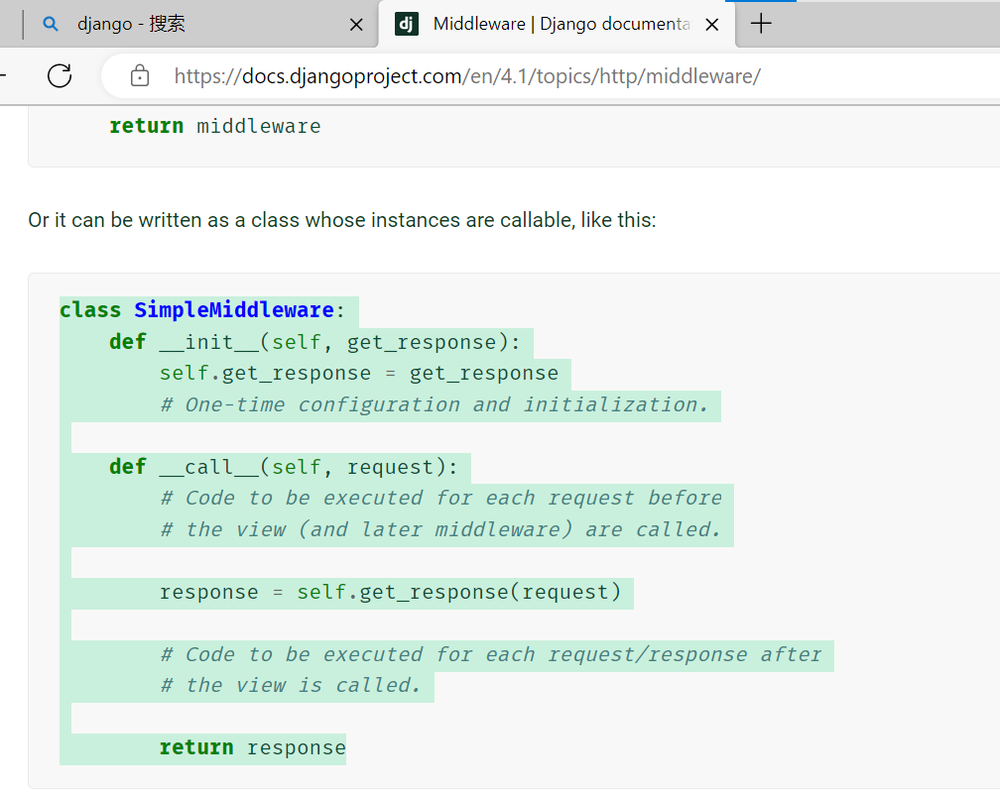 django - 搜索
dj Middleware | Django documenta
https://docs.djangoproject.com/en/4.1/topics/http/middleware/
return middleware
Or it can be written as a class whose instances are callable, like this:
class SimpleMiddleware:
    def __init__(self, get_response):
        self.get_response = get_response
        # One-time configuration and initialization.
    def __call__(self, request):
        # Code to be executed for each request before
        # the view (and later middleware) are called.
        response = self.get_response(request)
        # Code to be executed for each request/response after
        # the view is called.
        return response